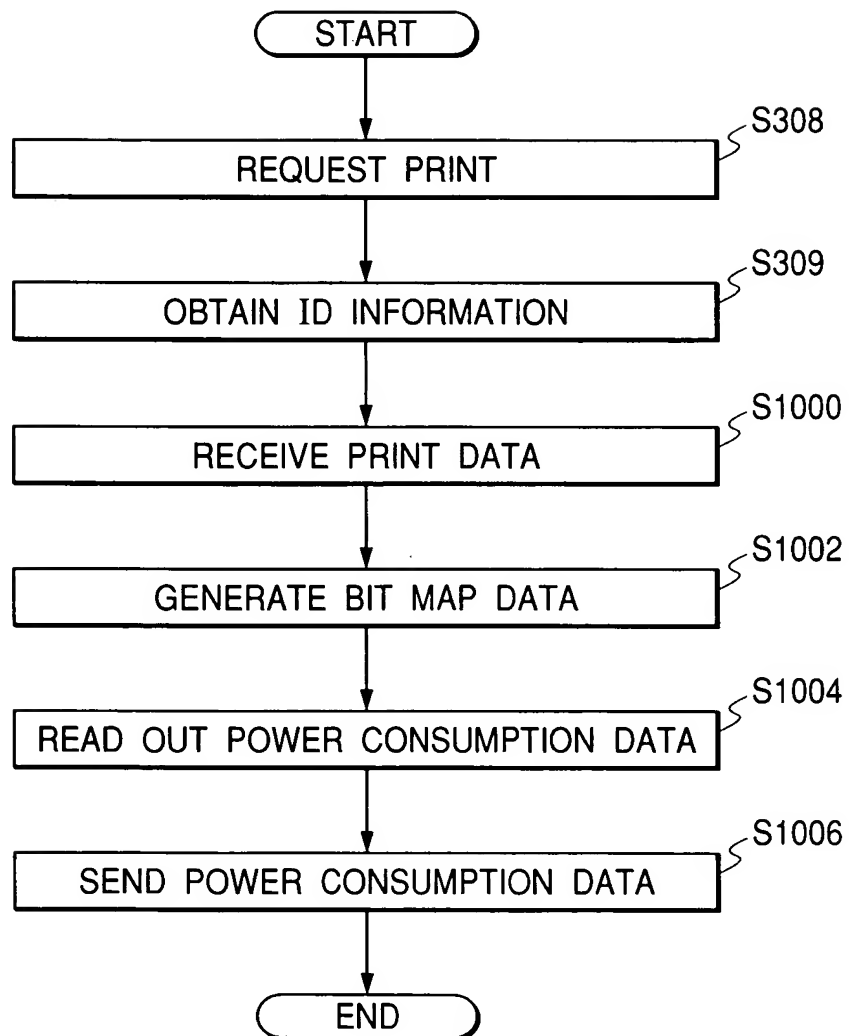 START
S308
REQUEST PRINT
S309
OBTAIN ID INFORMATION
S1000
RECEIVE PRINT DATA
S1002
GENERATE BIT MAP DATA
S1004
READ OUT POWER CONSUMPTION DATA
S1006
SEND POWER CONSUMPTION DATA
END